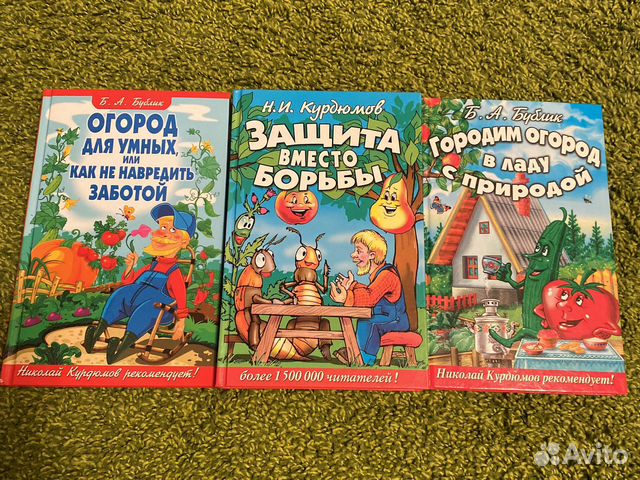 Б. А. Бублик
ОГОРОД
ДЛЯ УМНЫХ,
ИЛИ
КАК НЕ НАВРЕДИТЬ
ЗАБОТОЙ
Николай Курдюмов рекомендует!
Н. И. Курдюмов
ЗАЩИТА
ВМЕСТО
БОРЬБЫ
более 1 500 000 читателей!
Б. А. Бублик
Городим огород
в ладу
с природой
Николай Курдюмов рекомендует!
Avito